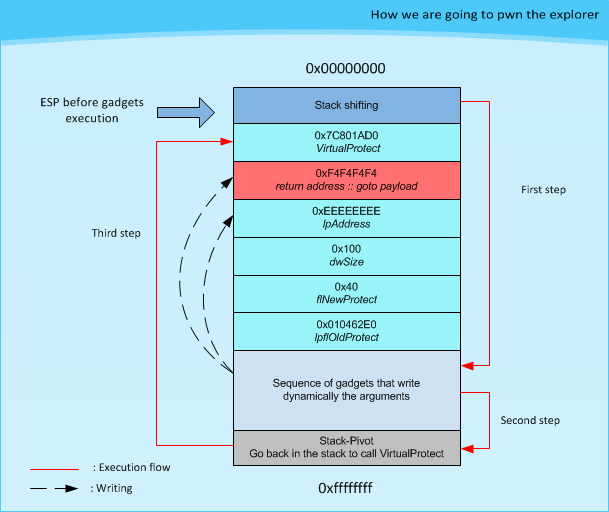 How we are going to pwn the explorer
0x00000000
ESP before gadgets
execution
Stack shifting
0x7C801AD0
VirtualProtect
0xF4F4F4F4
return address :: goto payload
First step
0xEEEEEEEE
lpAddress
Third step
0x100
dwSize
0x40
flNewProtect
0x010462E0
lpflOldProtect
Sequence of gadgets that write
dynamically the arguments
Second step
Stack-Pivot
Go back in the stack to call VirtualProtect
: Execution flow
: Writing
0xffffffff